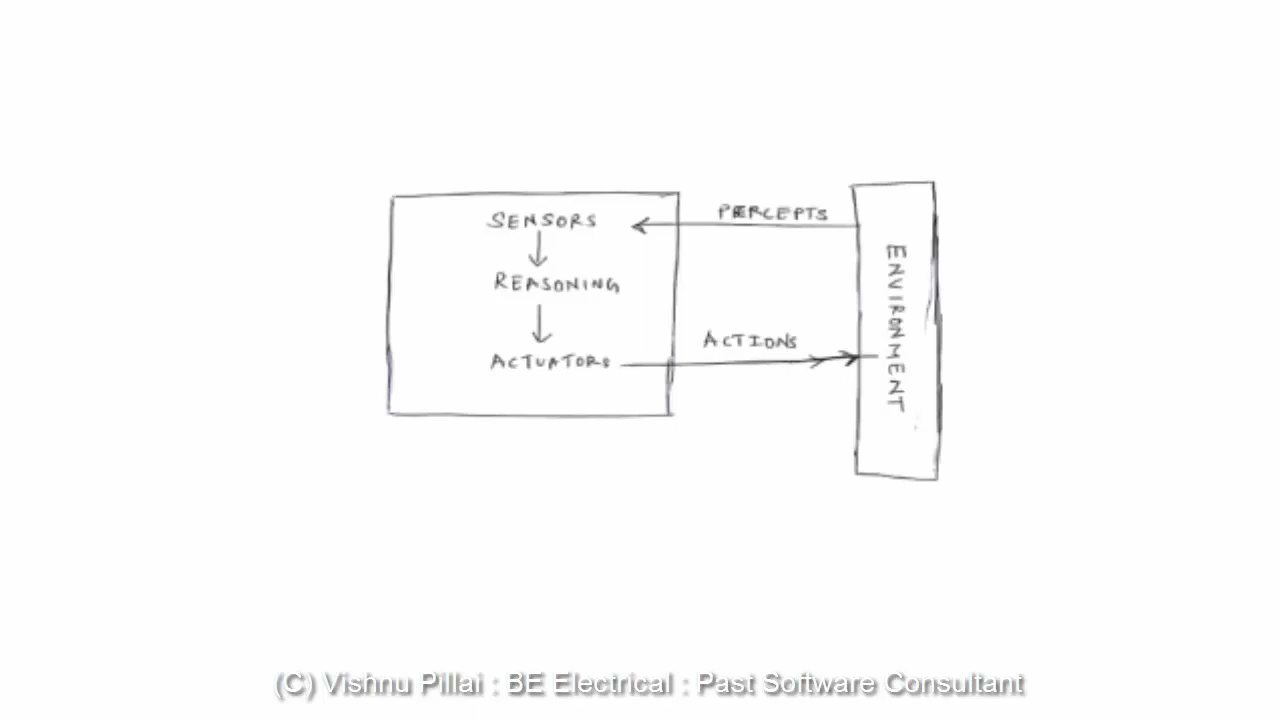 SENSORS
PERCEPTS
REASONING
ACTIONS
ACTUATORS
ENVIRONMENT
(C) Vishnu Pillai : BE Electrical : Past Software Consultant